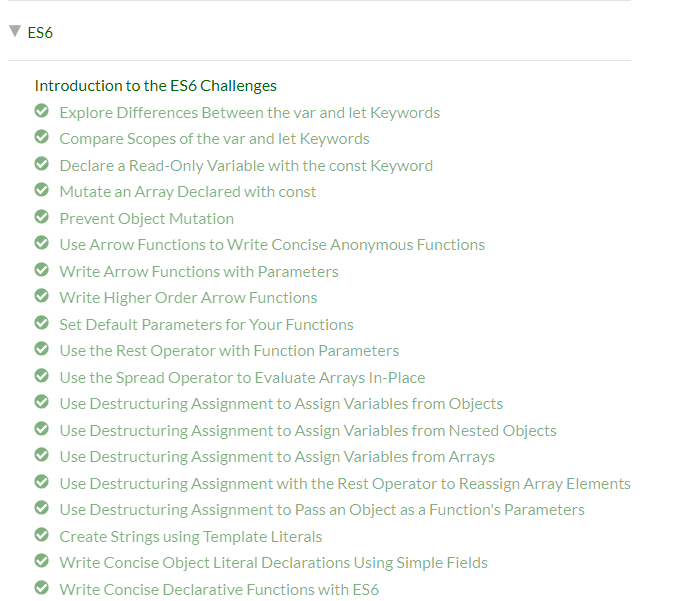 ES6
Introduction to the ES6 Challenges
Explore Differences Between the var and let Keywords
Compare Scopes of the var and let Keywords
Declare a Read-Only Variable with the const Keyword
Mutate an Array Declared with const
Prevent Object Mutation
Use Arrow Functions to Write Concise Anonymous Functions
Write Arrow Functions with Parameters
Write Higher Order Arrow Functions
Set Default Parameters for Your Functions
Use the Rest Operator with Function Parameters
Use the Spread Operator to Evaluate Arrays In-Place
Use Destructuring Assignment to Assign Variables from Objects
Use Destructuring Assignment to Assign Variables from Nested Objects
Use Destructuring Assignment to Assign Variables from Arrays
Use Destructuring Assignment with the Rest Operator to Reassign Array Elements
Use Destructuring Assignment to Pass an Object as a Function's Parameters
Create Strings using Template Literals
Write Concise Object Literal Declarations Using Simple Fields
Write Concise Declarative Functions with ES6